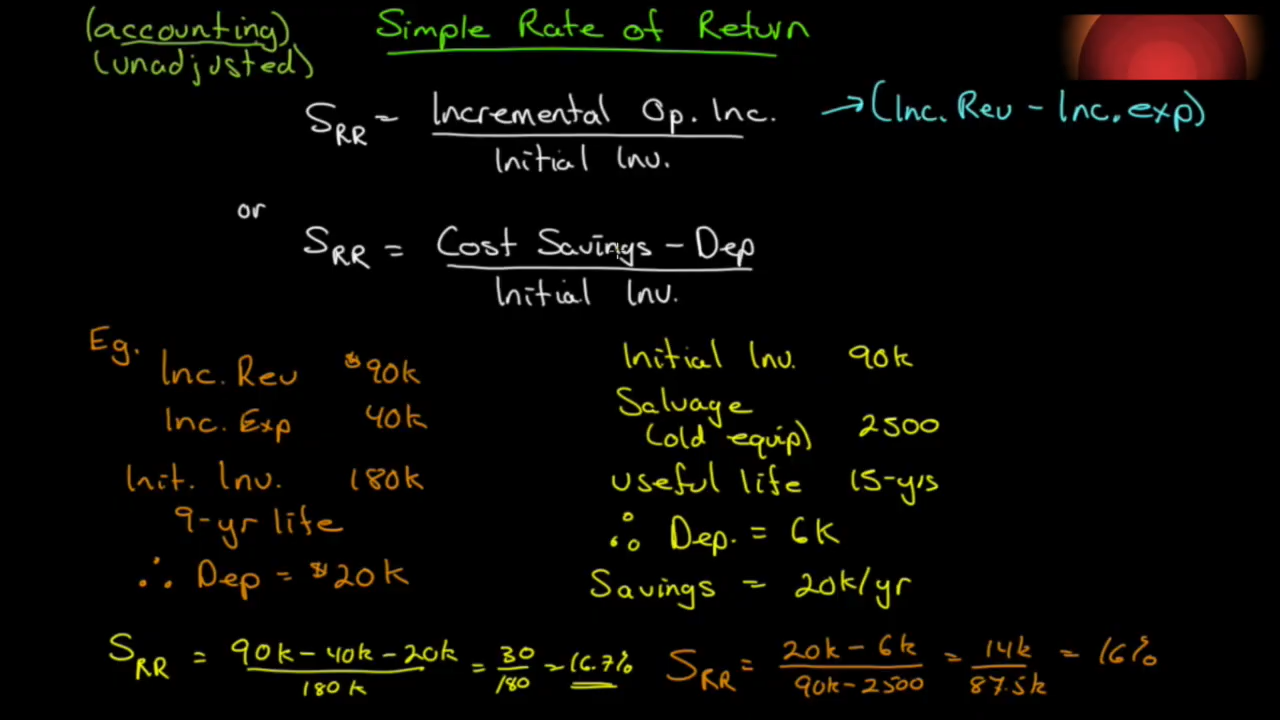 (accounting) Simple Rate of Return
(unadjusted)
SRR = Incremental Op. Inc. / Initial Inv. → (Inc. Rev - Inc. exp)
or
SRR = Cost Savings - Dep / Initial Inv.
Eg.
Inc. Rev $90k
Inc. Exp 40k
Init. Inv. 180k
9-yr life
∴ Dep = $20k
Initial Inv. 90k
Salvage
(old equip) 2500
useful life 15-yrs
∴ Dep. = 6k
Savings = 20k/yr
SRR = 90k - 40k - 20k / 180k = 30/180 = 16.7%
SRR = 20k - 6k / 90k - 2500 = 14k / 87.5k = 16%